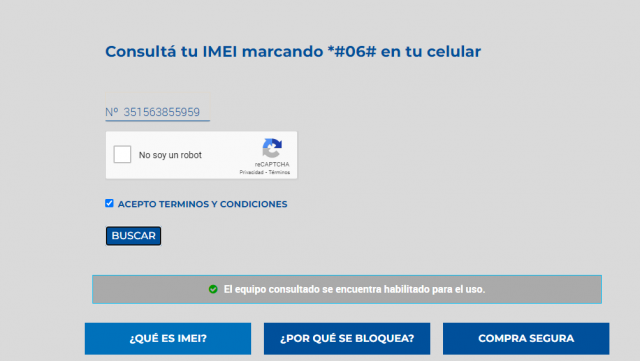 Consultá tu IMEI marcando *#06# en tu celular
Nº 351563855959
No soy un robot
reCAPTCHA
Privacidad - Términos
ACEPTO TERMINOS Y CONDICIONES
BUSCAR
El equipo consultado se encuentra habilitado para el uso.
¿QUÉ ES IMEI? ¿POR QUÉ SE BLOQUEA? COMPRA SEGURA